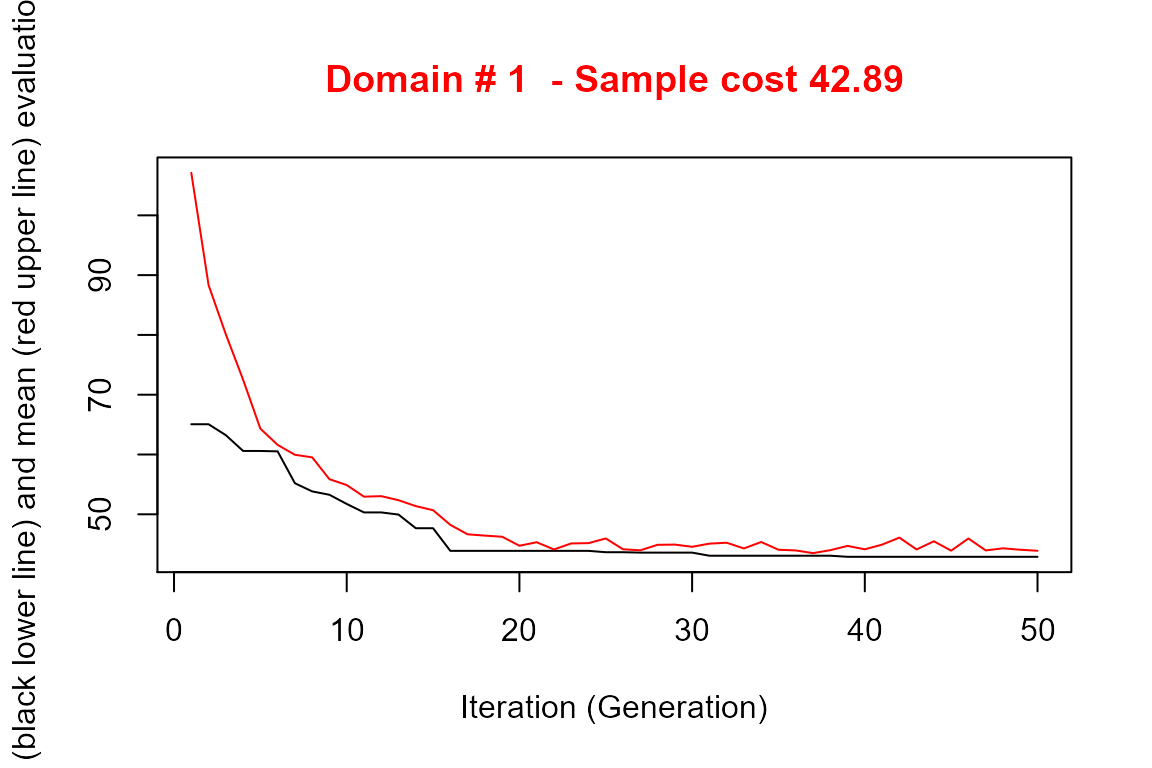 Domain # 1  - Sample cost 42.89
(black lower line) and mean (red upper line) evaluatio
90
70
50
0 10 20 30 40 50
Iteration (Generation)